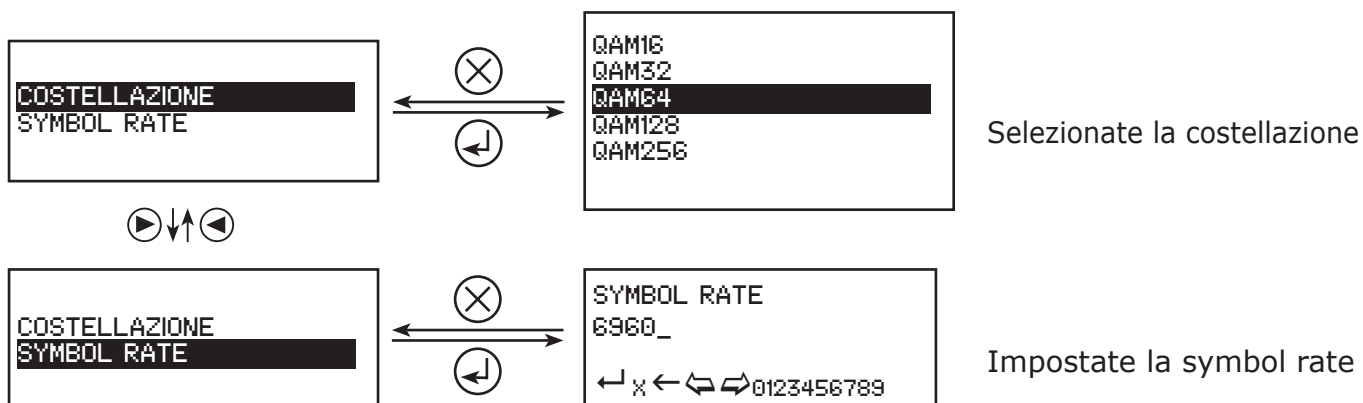 COSTELLAZIONE
SYMBOL RATE
QAM16
QAM32
QAM64
QAM128
QAM256
Selezionate la costellazione
COSTELLAZIONE
SYMBOL RATE
SYMBOL RATE
6960_
↵ x ← ⇦ ⇨ 0123456789
Impostate la symbol rate